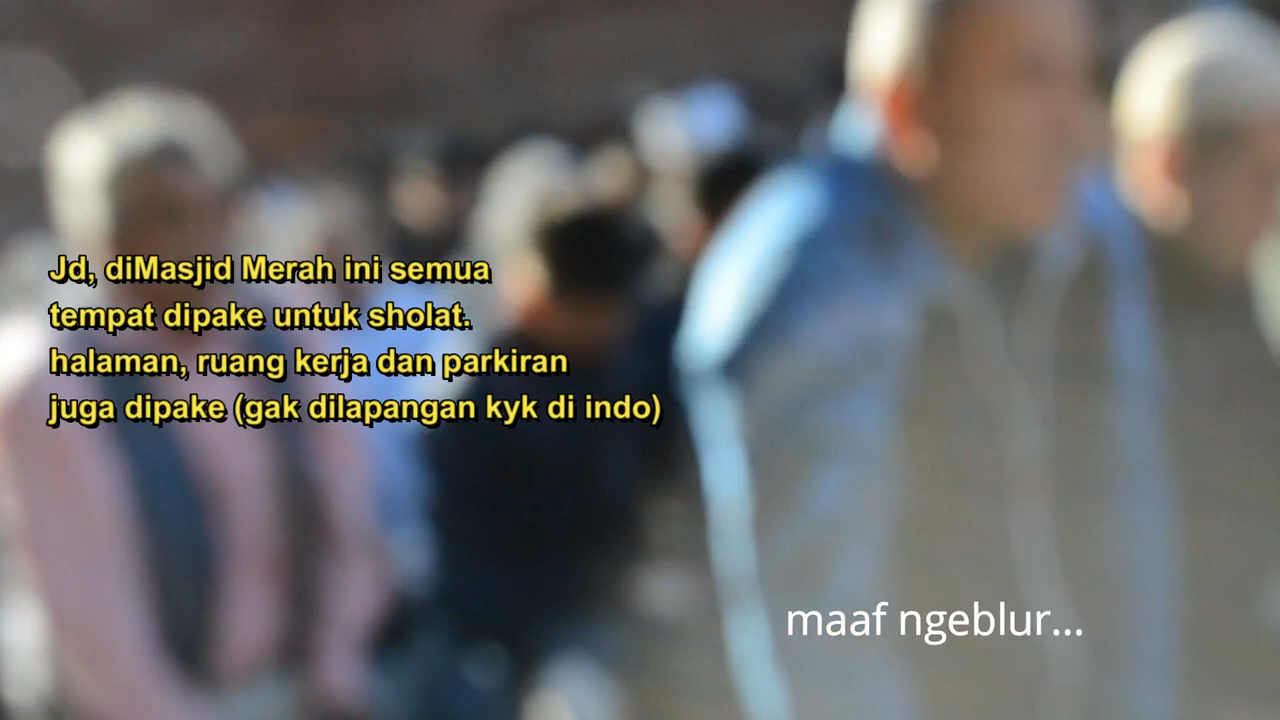 Jd, diMasjid Merah ini semua
tempat dipake untuk sholat.
halaman, ruang kerja dan parkiran
juga dipake (gak dilapangan kyk di indo)
maaf ngeblur...